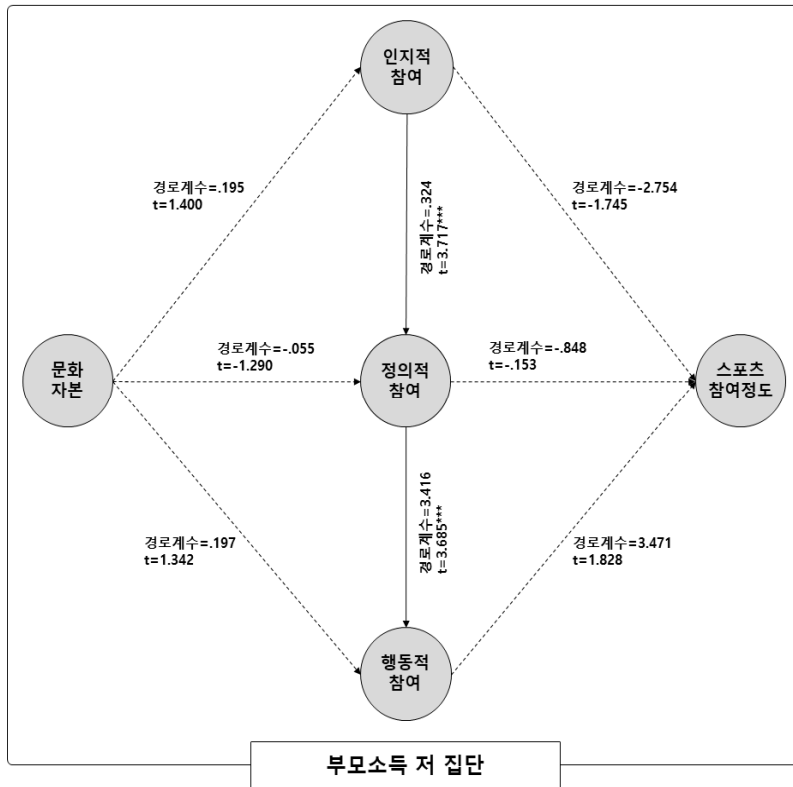 인지적
참여
경로계수=.195
t=1.400
경로계수=.324
t=3.717***
경로계수=-2.754
t=-1.745
문화
자본
경로계수=-.055
t=-1.290
정의적
참여
경로계수=-.848
t=-.153
스포츠
참여정도
경로계수=.197
t=1.342
경로계수=3.416
t=3.685***
경로계수=3.471
t=1.828
행동적
참여
부모소득 저 집단